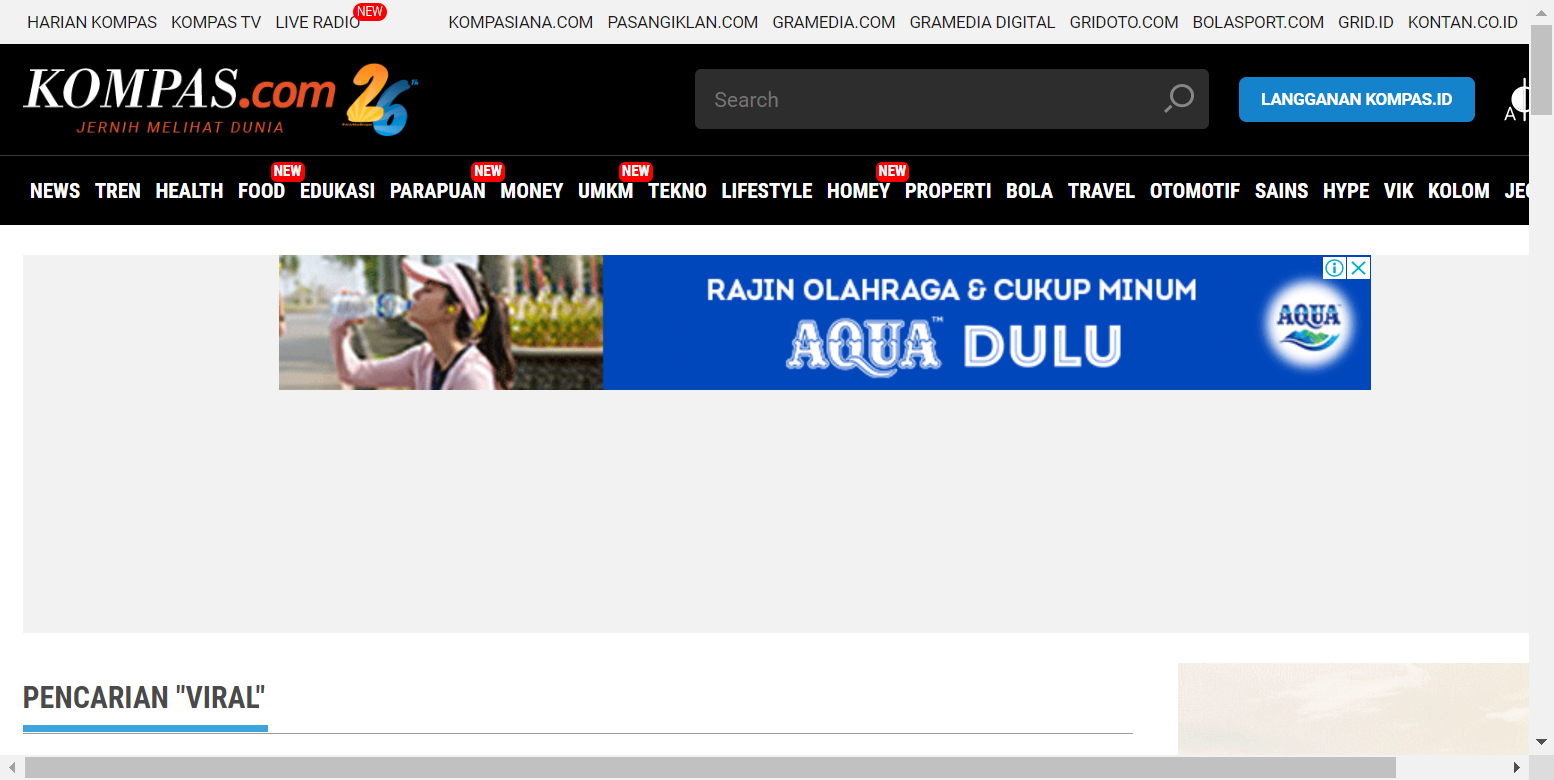 HARIAN KOMPAS KOMPAS TV LIVE RADIO NEW KOMPASIANA.COM PASANGIKLAN.COM GRAMEDIA.COM GRAMEDIA DIGITAL GRIDOTO.COM BOLASPORT.COM GRID.ID KONTAN.CO.ID
KOMPAS.com 26
JERNIH MELIHAT DUNIA
Search
LANGGANAN KOMPAS.ID
A
NEW NEW NEW NEW
NEWS TREN HEALTH FOOD EDUKASI PARAPUAN MONEY UMKM TEKNO LIFESTYLE HOMEY PROPERTI BOLA TRAVEL OTOMOTIF SAINS HYPE VIK KOLOM
RAJIN OLAHRAGA & CUKUP MINUM
AQUA™ DULU
AQUA
PENCARIAN "VIRAL"